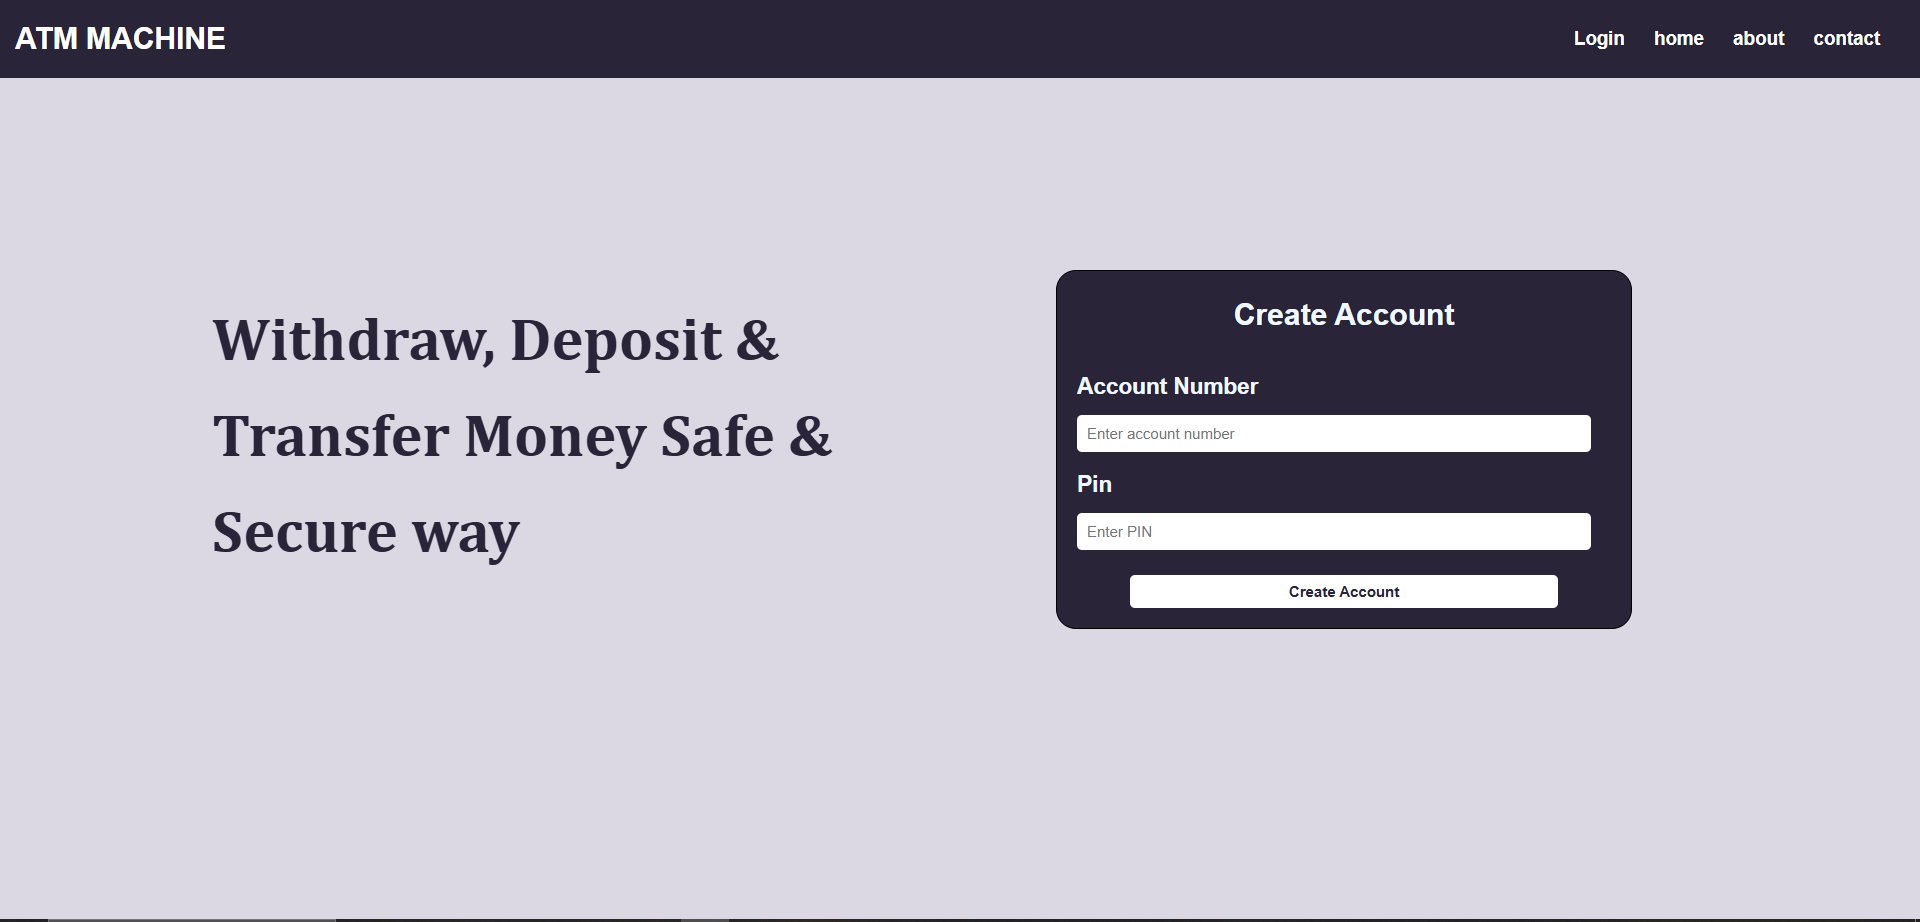 ATM MACHINE
Login home about contact
Withdraw, Deposit &
Transfer Money Safe &
Secure way
Create Account
Account Number
Enter account number
Pin
Enter PIN
Create Account